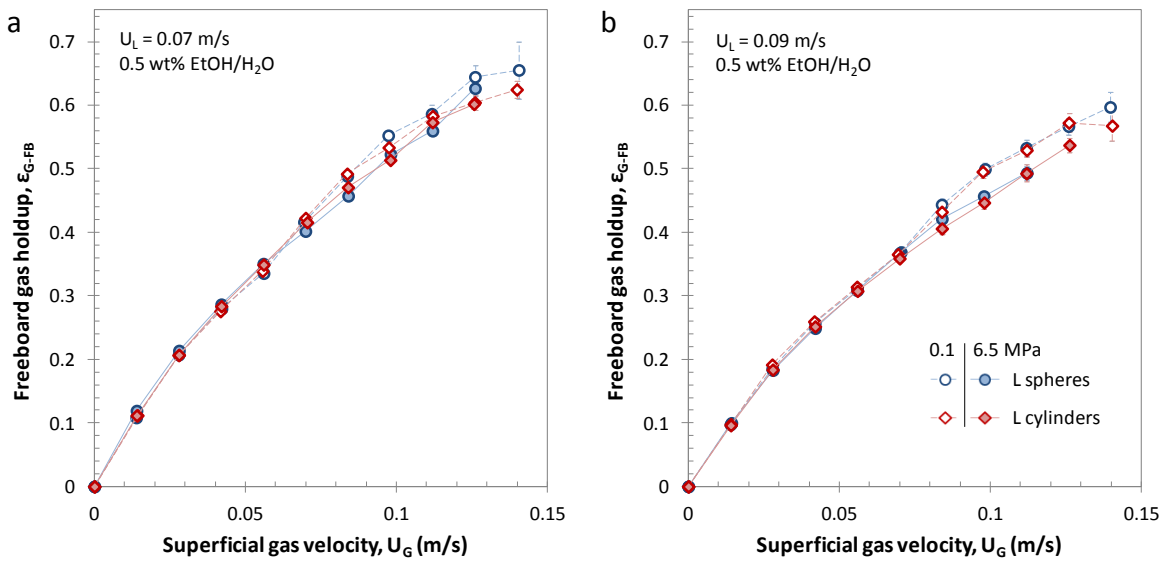 a
U_L = 0.07 m/s
0.5 wt% EtOH/H₂O
Freeboard gas holdup, ε_G-FB
0.7
0.6
0.5
0.4
0.3
0.2
0.1
0
0
0.05
0.1
0.15
Superficial gas velocity, U_G (m/s)
b
U_L = 0.09 m/s
0.5 wt% EtOH/H₂O
Freeboard gas holdup, ε_G-FB
0.7
0.6
0.5
0.4
0.3
0.2
0.1
0
0.1 6.5 MPa
L spheres
L cylinders
0
0.05
0.1
0.15
Superficial gas velocity, U_G (m/s)